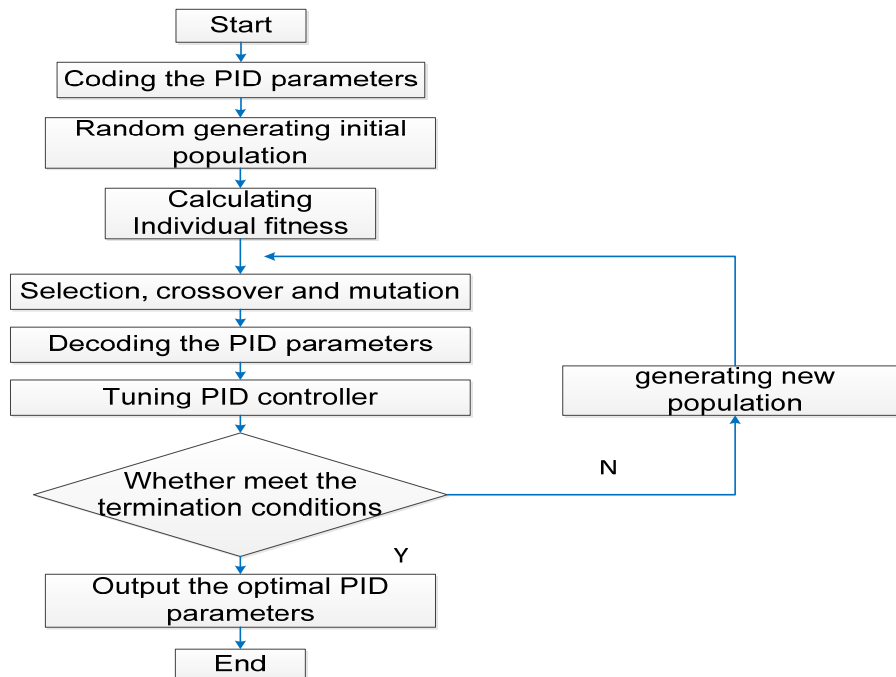 Start
Coding the PID parameters
Random generating initial
population
Calculating
Individual fitness
Selection, crossover and mutation
Decoding the PID parameters
Tuning PID controller
generating new
population
Whether meet the
termination conditions
N
Y
Output the optimal PID
parameters
End